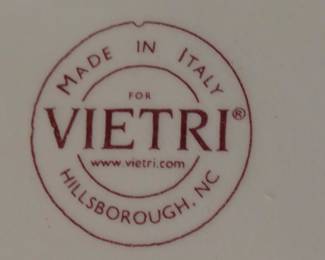 MADE IN ITALY
FOR
VIETRI®
www.vietri.com
HILLSBOROUGH, NC